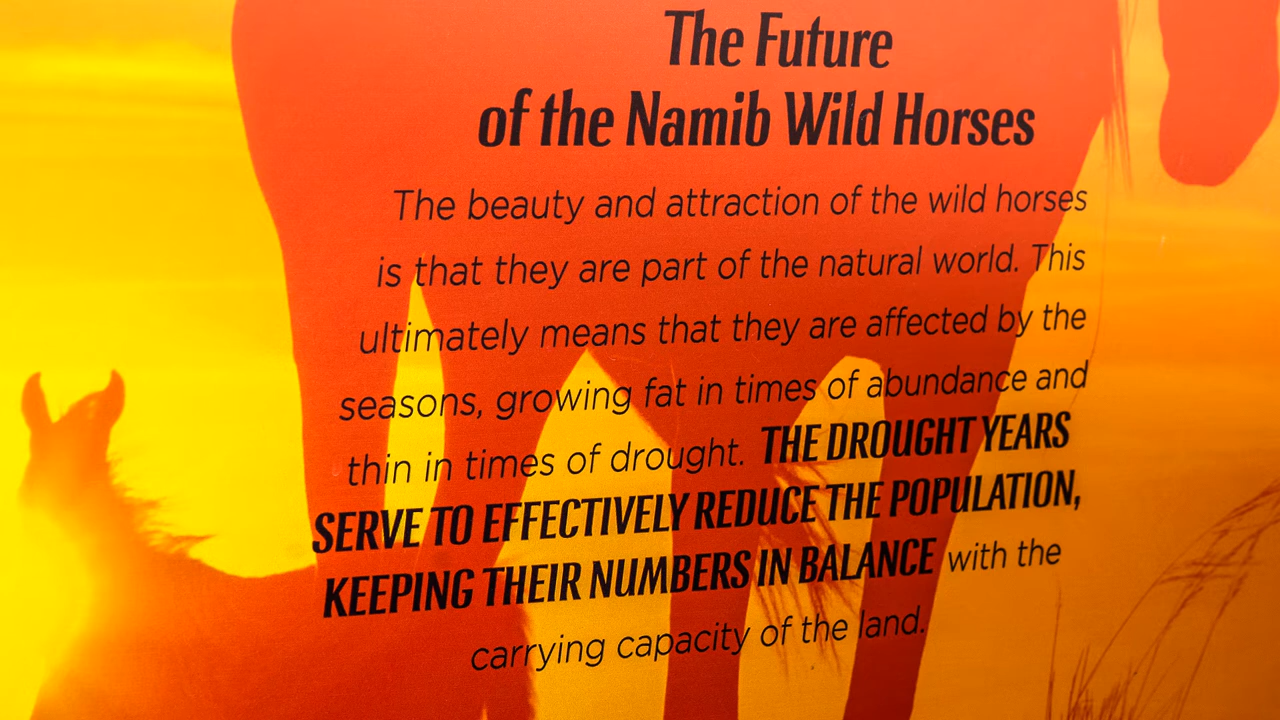 The Future
of the Namib Wild Horses
The beauty and attraction of the wild horses
is that they are part of the natural world. This
ultimately means that they are affected by the
seasons, growing fat in times of abundance and
thin in times of drought. THE DROUGHT YEARS
SERVE TO EFFECTIVELY REDUCE THE POPULATION,
KEEPING THEIR NUMBERS IN BALANCE with the
carrying capacity of the land.